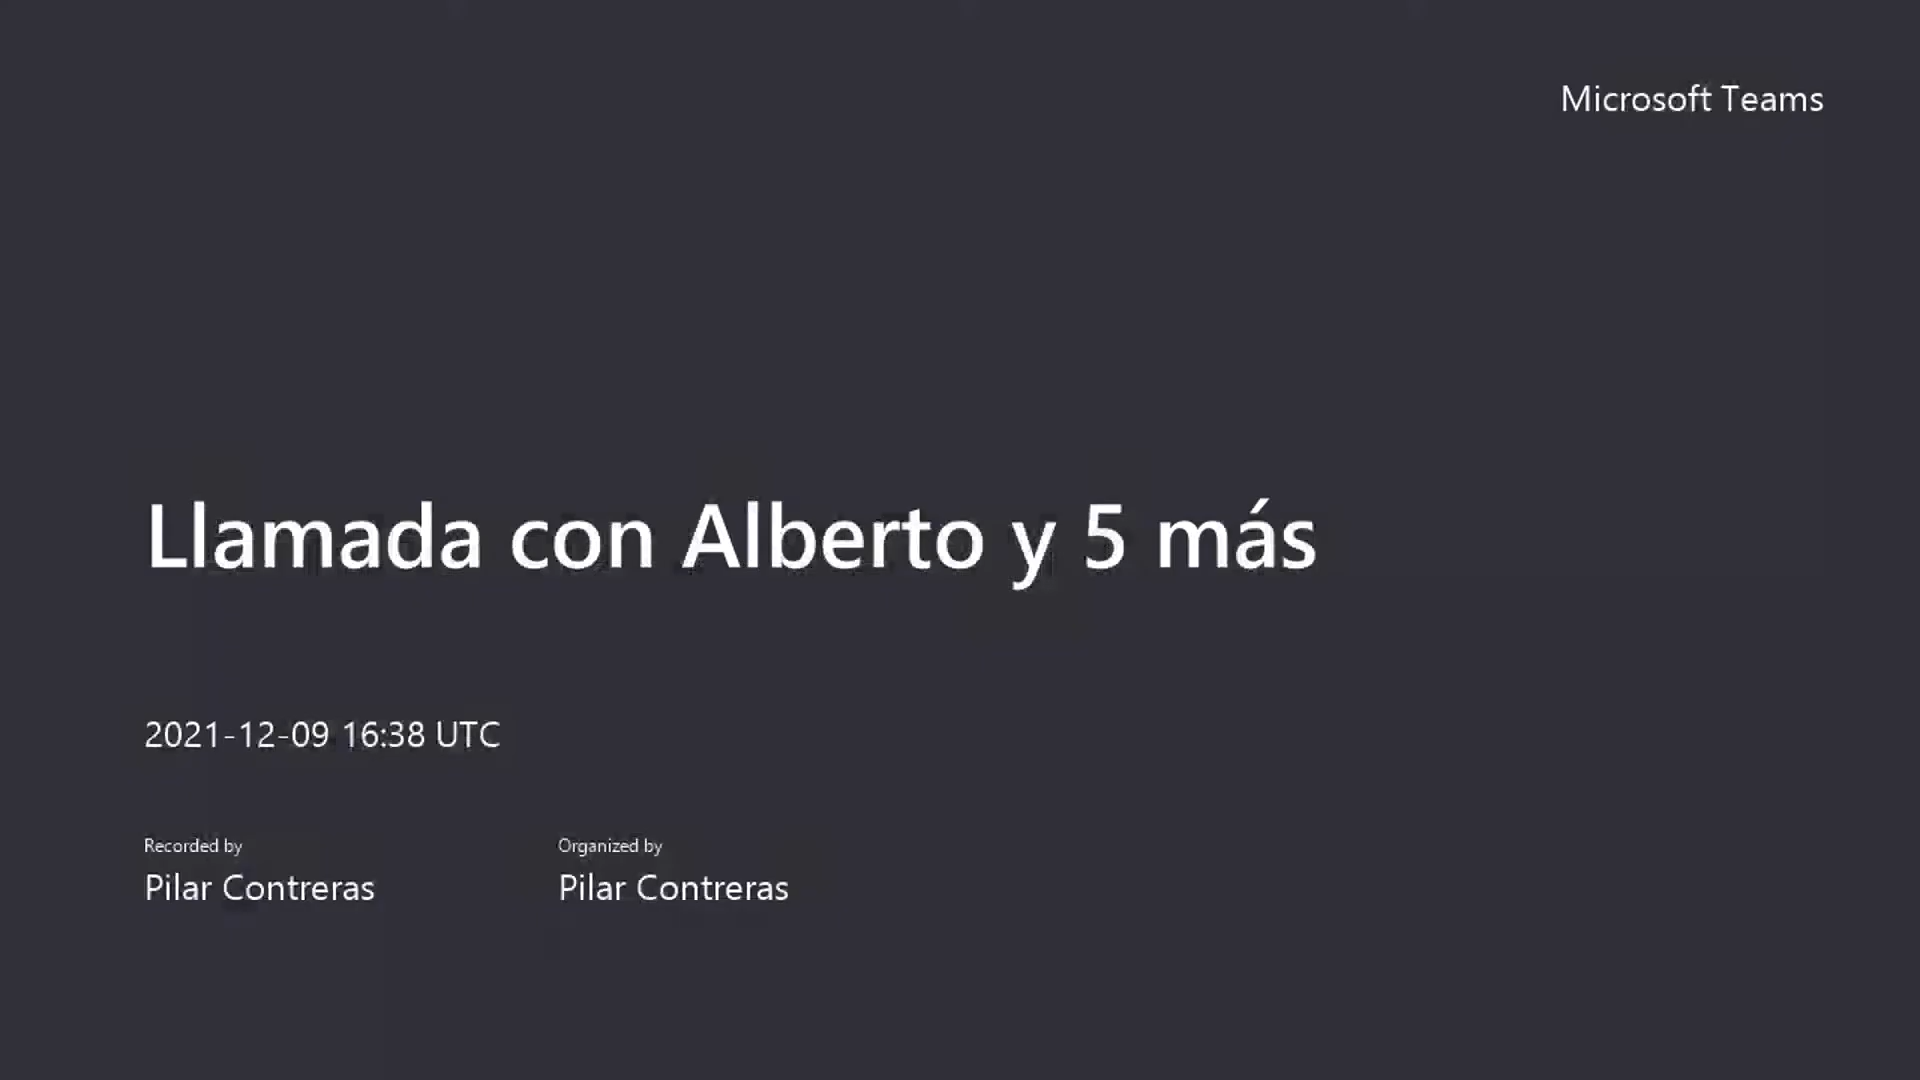 Microsoft Teams
Llamada con Alberto y 5 más
2021-12-09 16:38 UTC
Recorded by
Pilar Contreras
Organized by
Pilar Contreras